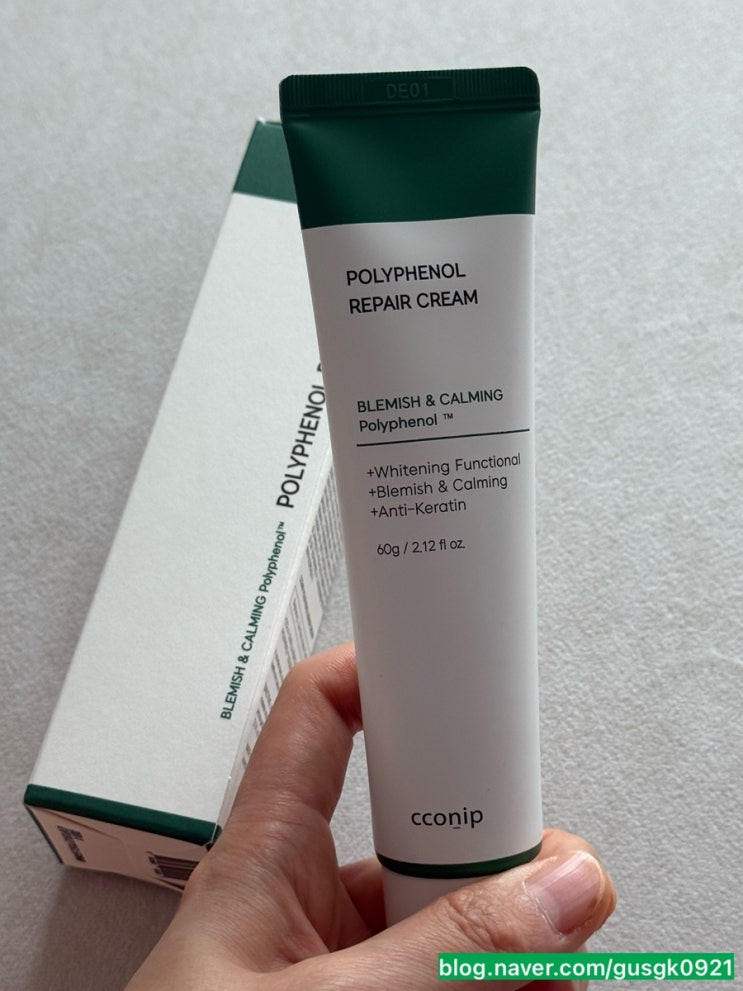 DE01
POLYPHENOL
REPAIR CREAM
BLEMISH & CALMING
Polyphenol ™
+Whitening Functional
+Blemish & Calming
+Anti-Keratin
60g / 2.12 fl oz.
cconip
BLEMISH & CALMING Polyphenol™
POLYPHENOL
blog.naver.com/gusgk0921